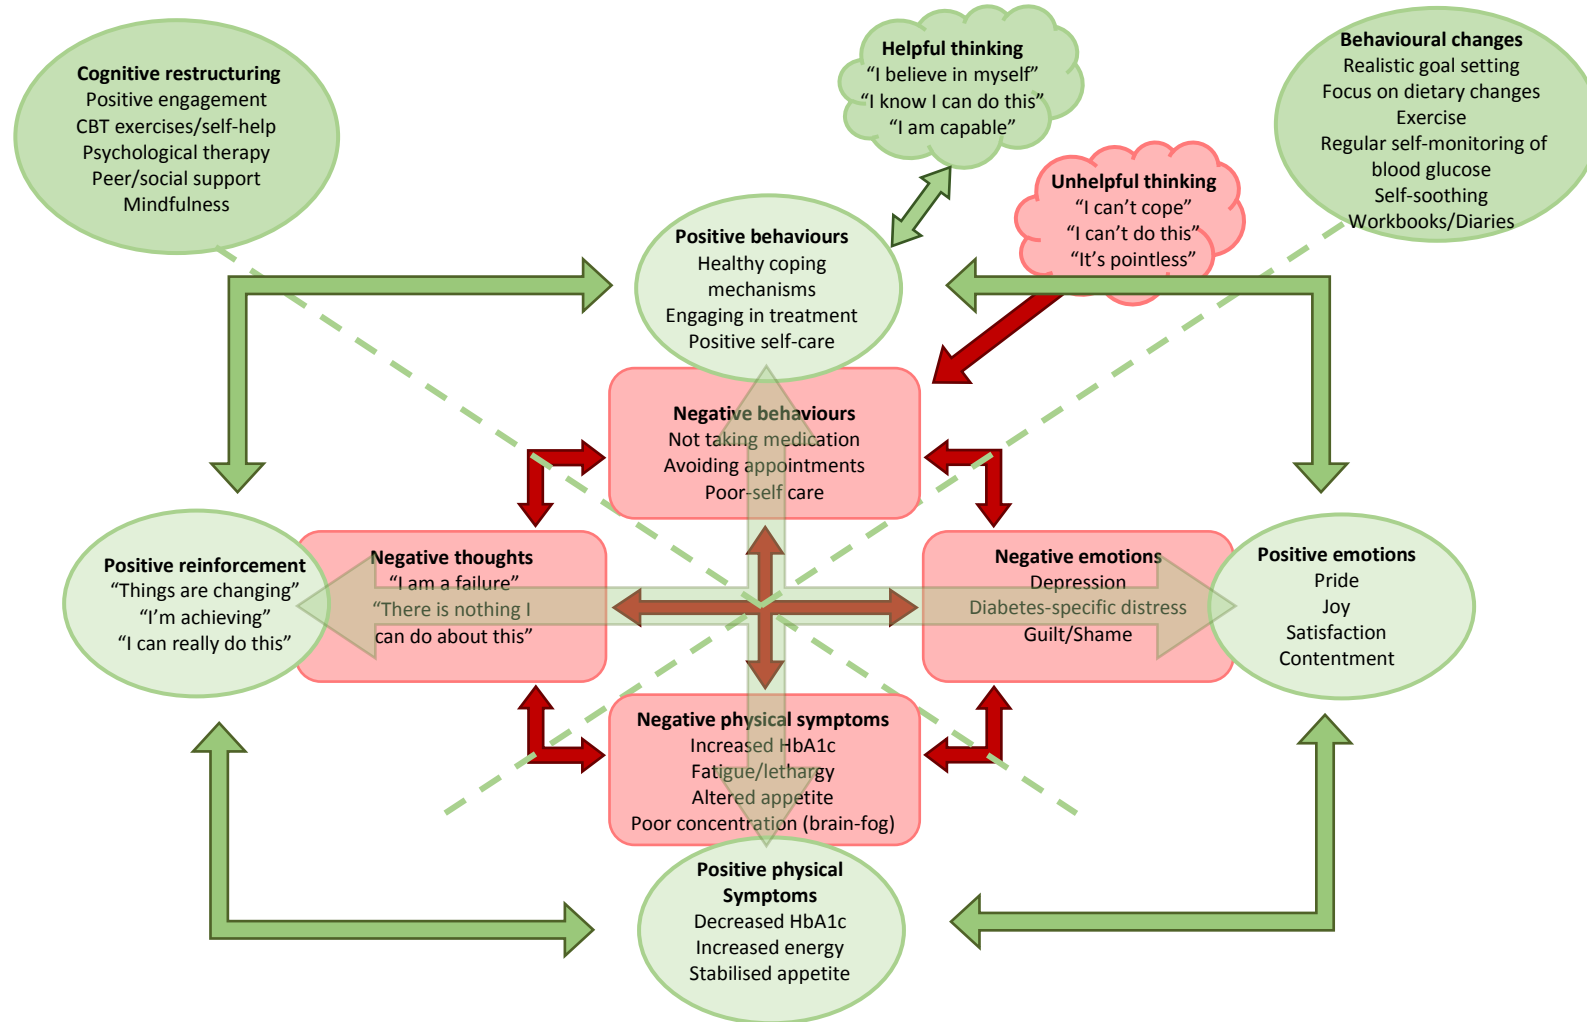 Cognitive restructuring
Positive engagement
CBT exercises/self-help
Psychological therapy
Peer/social support
Mindfulness
Helpful thinking
“I believe in myself”
“I know I can do this”
“I am capable”
Behavioural changes
Realistic goal setting
Focus on dietary changes
Exercise
Regular self-monitoring of
blood glucose
Self-soothing
Workbooks/Diaries
Unhelpful thinking
“I can’t cope”
“I can’t do this”
“It’s pointless”
Positive behaviours
Healthy coping
mechanisms
Engaging in treatment
Positive self-care
Negative behaviours
Not taking medication
Avoiding appointments
Poor-self care
Positive reinforcement
“Things are changing”
“I’m achieving”
“I can really do this”
Negative thoughts
“I am a failure”
“There is nothing I
can do about this”
Negative emotions
Depression
Diabetes-specific distress
Guilt/Shame
Positive emotions
Pride
Joy
Satisfaction
Contentment
Negative physical symptoms
Increased HbA1c
Fatigue/lethargy
Altered appetite
Poor concentration (brain-fog)
Positive physical
Symptoms
Decreased HbA1c
Increased energy
Stabilised appetite